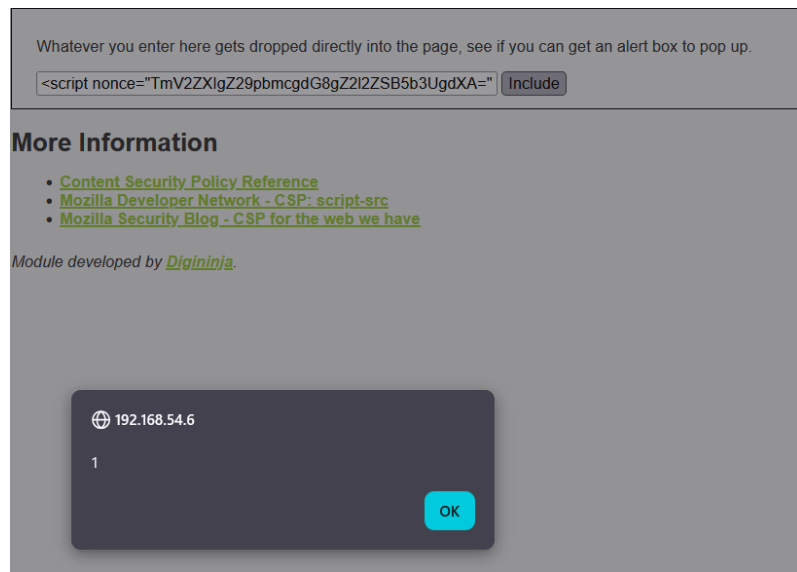 Whatever you enter here gets dropped directly into the page, see if you can get an alert box to pop up.
<script nonce="TmV2ZXIgZ29pbmcgdG8gZ2l2ZSB5b3UgdXA=" Include
More Information
• Content Security Policy Reference
• Mozilla Developer Network - CSP: script-src
• Mozilla Security Blog - CSP for the web we have
Module developed by Digininja.
192.168.54.6
1
OK